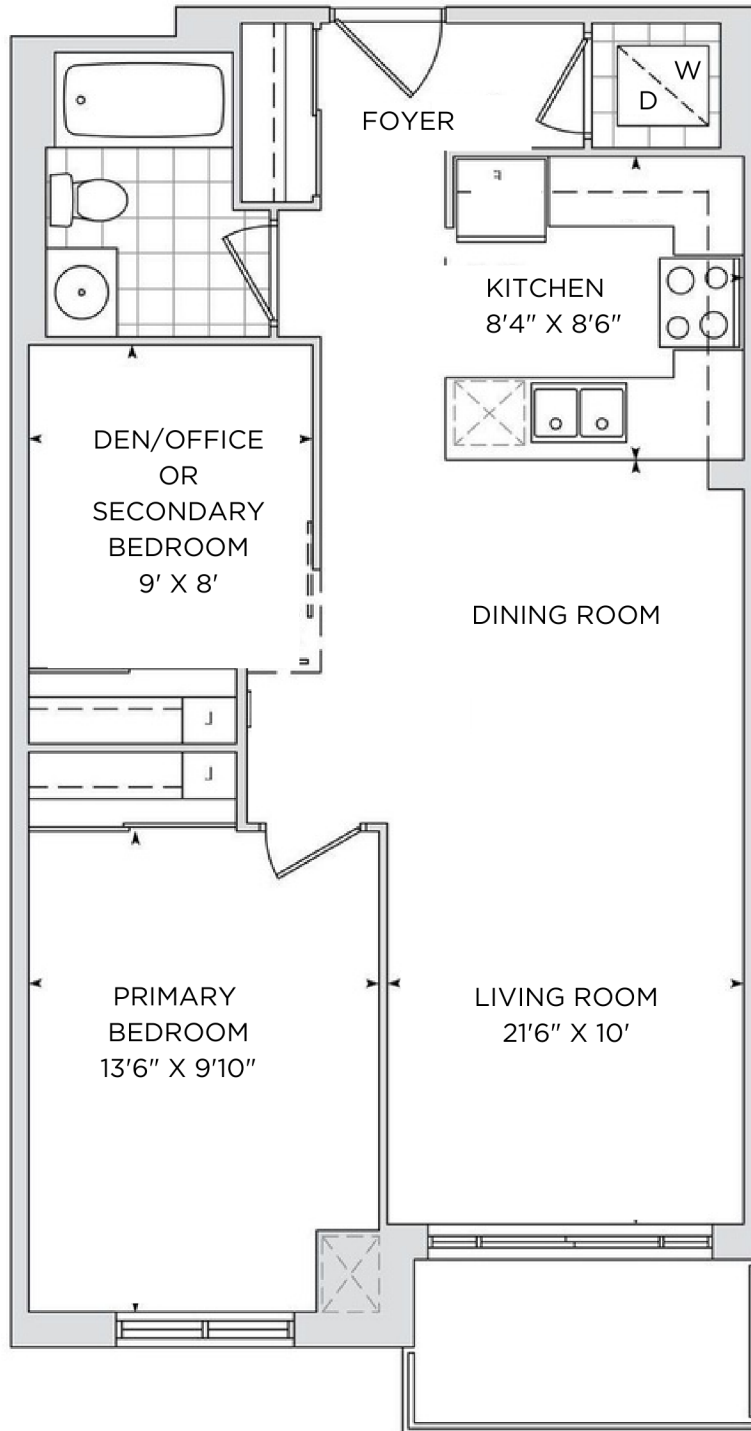 W
D
FOYER
KITCHEN
8'4" X 8'6"
DEN/OFFICE
OR
SECONDARY
BEDROOM
9' X 8'
DINING ROOM
PRIMARY
BEDROOM
13'6" X 9'10"
LIVING ROOM
21'6" X 10'